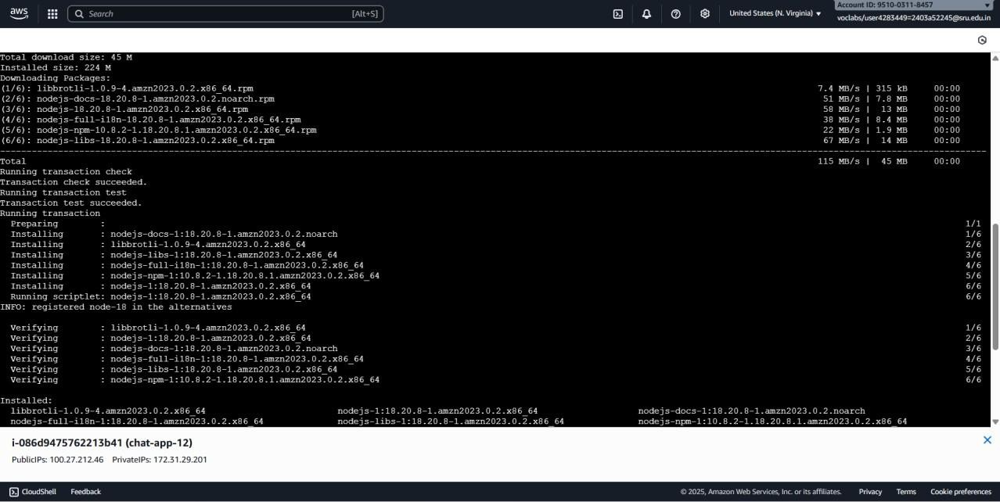 aws
Search [Alt+S]
United States (N. Virginia)
Account ID: 9510-0311-8457
voclabs/user4283449=2403a52245@sru.edu.in
Total download size: 45 M
Installed size: 224 M
Downloading Packages:
(1/6): libbrotli-1.0.9-4.amzn2023.0.2.x86_64.rpm 7.4 MB/s | 315 kB 00:00
(2/6): nodejs-docs-18.20.8-1.amzn2023.0.2.noarch.rpm 51 MB/s | 7.8 MB 00:00
(3/6): nodejs-18.20.8-1.amzn2023.0.2.x86_64.rpm 58 MB/s | 13 MB 00:00
(4/6): nodejs-full-i18n-18.20.8-1.amzn2023.0.2.x86_64.rpm 38 MB/s | 8.4 MB 00:00
(5/6): nodejs-npm-10.8.2-1.18.20.8.1.amzn2023.0.2.x86_64.rpm 22 MB/s | 1.9 MB 00:00
(6/6): nodejs-libs-18.20.8-1.amzn2023.0.2.x86_64.rpm 67 MB/s | 14 MB 00:00
Total 115 MB/s | 45 MB 00:00
Running transaction check
Transaction check succeeded.
Running transaction test
Transaction test succeeded.
Running transaction
Preparing : 1/1
Installing : nodejs-docs-1:18.20.8-1.amzn2023.0.2.noarch 1/6
Installing : libbrotli-1.0.9-4.amzn2023.0.2.x86_64 2/6
Installing : nodejs-libs-1:18.20.8-1.amzn2023.0.2.x86_64 3/6
Installing : nodejs-full-i18n-1:18.20.8-1.amzn2023.0.2.x86_64 4/6
Installing : nodejs-npm-1:10.8.2-1.18.20.8.1.amzn2023.0.2.x86_64 5/6
Installing : nodejs-1:18.20.8-1.amzn2023.0.2.x86_64 6/6
Running scriptlet: nodejs-1:18.20.8-1.amzn2023.0.2.x86_64 6/6
INFO: registered node-18 in the alternatives
Verifying : libbrotli-1.0.9-4.amzn2023.0.2.x86_64 1/6
Verifying : nodejs-1:18.20.8-1.amzn2023.0.2.x86_64 2/6
Verifying : nodejs-docs-1:18.20.8-1.amzn2023.0.2.noarch 3/6
Verifying : nodejs-full-i18n-1:18.20.8-1.amzn2023.0.2.x86_64 4/6
Verifying : nodejs-libs-1:18.20.8-1.amzn2023.0.2.x86_64 5/6
Verifying : nodejs-npm-1:10.8.2-1.18.20.8.1.amzn2023.0.2.x86_64 6/6
Installed:
libbrotli-1.0.9-4.amzn2023.0.2.x86_64 nodejs-1:18.20.8-1.amzn2023.0.2.x86_64 nodejs-docs-1:18.20.8-1.amzn2023.0.2.noarch
nodejs-full-i18n-1:18.20.8-1.amzn2023.0.2.x86_64 nodejs-libs-1:18.20.8-1.amzn2023.0.2.x86_64 nodejs-npm-1:10.8.2-1.18.20.8.1.amzn2023.0.2.x86_64
i-086d9475762213b41 (chat-app-12)
PublicIPs: 100.27.212.46 PrivateIPs: 172.31.29.201
CloudShell Feedback © 2025, Amazon Web Services, Inc. or its affiliates. Privacy Terms Cookie preferences